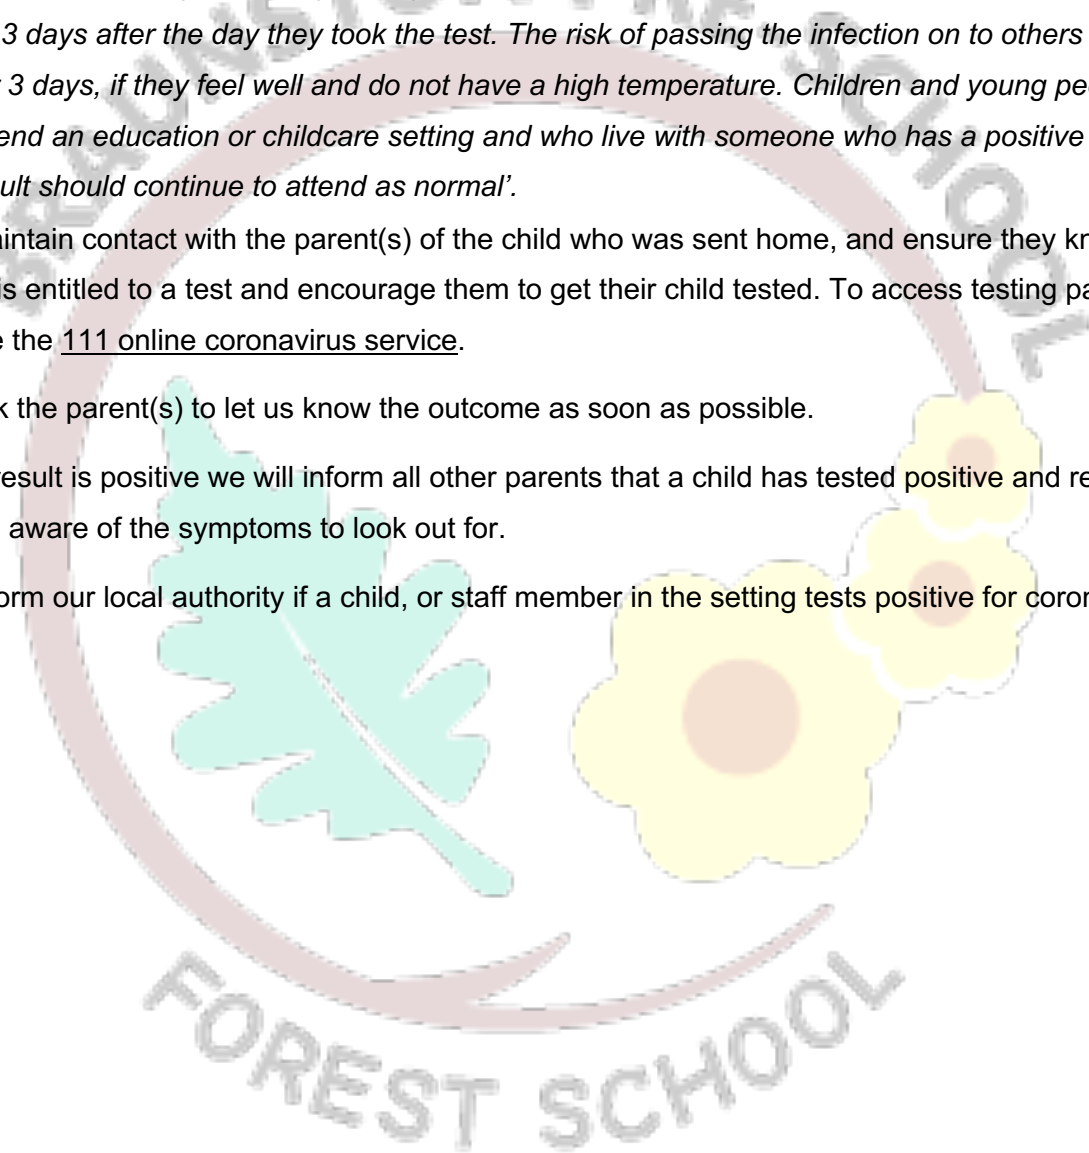 3 days after the day they took the test. The risk of passing the infection on to others
3 days, if they feel well and do not have a high temperature. Children and young
end an education or childcare setting and who live with someone who has a positive
ult should continue to attend as normal’.
intain contact with the parent(s) of the child who was sent home, and ensure they
is entitled to a test and encourage them to get their child tested. To access testing
the 111 online coronavirus service.
the parent(s) to let us know the outcome as soon as possible.
result is positive we will inform all other parents that a child has tested positive and
aware of the symptoms to look out for.
orm our local authority if a child, or staff member in the setting tests positive for
BRAUNSTON PRE-SCHOOL
FOREST SCHOOL